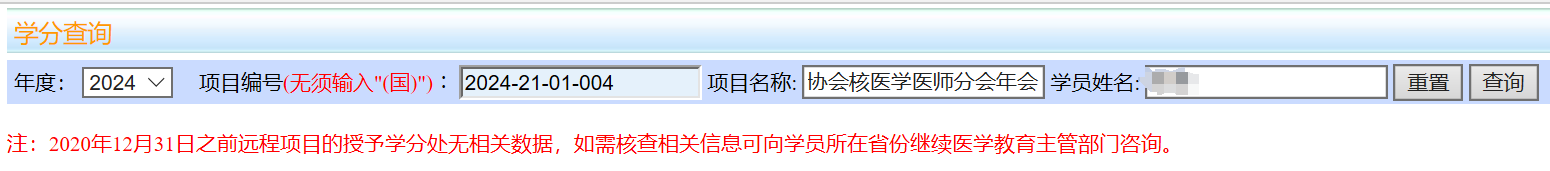 学分查询
年度： 2024 项目编号(无须输入"(国)")： 2024-21-01-004 项目名称: 协会核医学医师分会年会 学员姓名: 重置 查询
注：2020年12月31日之前远程项目的授予学分处无相关数据，如需核查相关信息可向学员所在省份继续医学教育主管部门咨询。